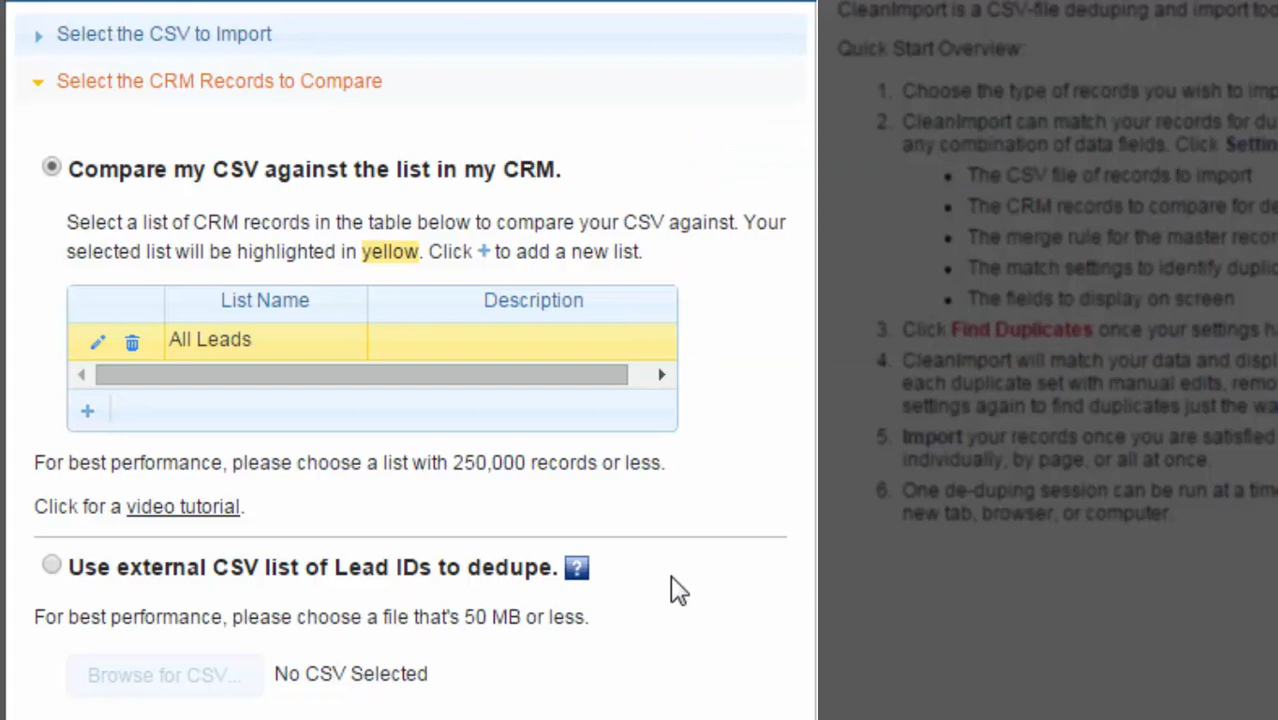 Select the CSV to Import
Select the CRM Records to Compare
Compare my CSV against the list in my CRM.
Select a list of CRM records in the table below to compare your CSV against. Your
selected list will be highlighted in yellow. Click + to add a new list.
List Name Description
All Leads
+
For best performance, please choose a list with 250,000 records or less.
Click for a video tutorial.
Use external CSV list of Lead IDs to dedupe. ?
For best performance, please choose a file that's 50 MB or less.
Browse for CSV... No CSV Selected
CleanImport is a CSV-file deduping and import
Quick Start Overview:
1. Choose the type of records you wish to
2. CleanImport can match your records for
any combination of data fields. Click
• The CSV file of records to import
• The CRM records to compare for
• The merge rule for the master
• The match settings to identify
• The fields to display on screen
3. Click Find Duplicates once your settings
4. CleanImport will match your data and
each duplicate set with manual edits,
settings again to find duplicates just the
5. Import your records once you are satisfied
individually, by page, or all at once.
6. One de-duping session can be run at a
new tab, browser, or computer.